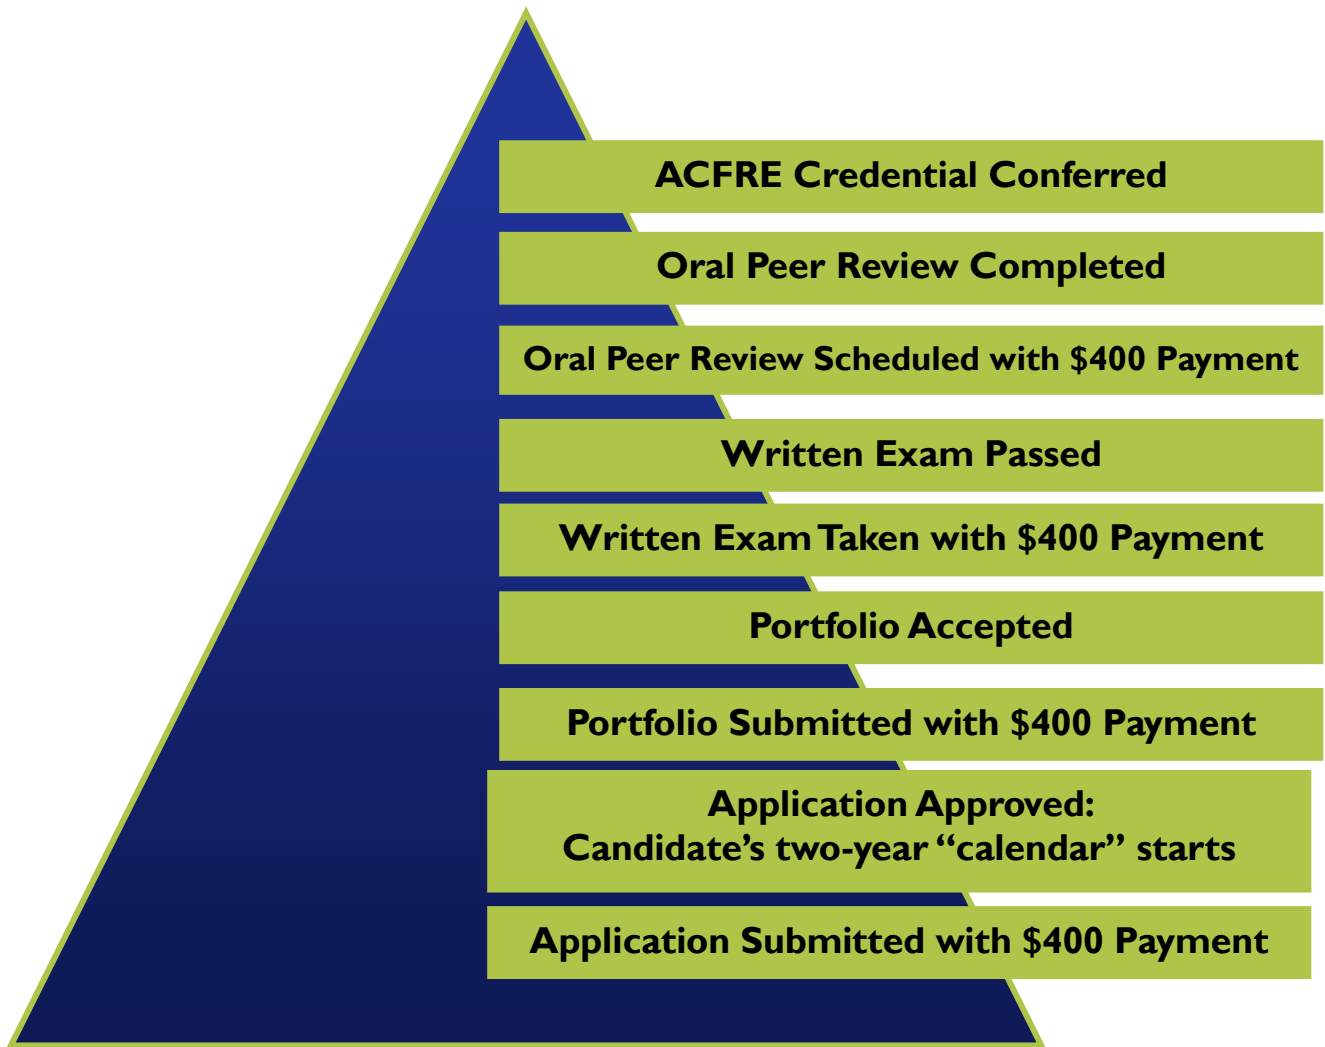 ACFRE Credential Conferred
Oral Peer Review Completed
Oral Peer Review Scheduled with $400 Payment
Written Exam Passed
Written Exam Taken with $400 Payment
Portfolio Accepted
Portfolio Submitted with $400 Payment
Application Approved:
Candidate’s two-year “calendar” starts
Application Submitted with $400 Payment